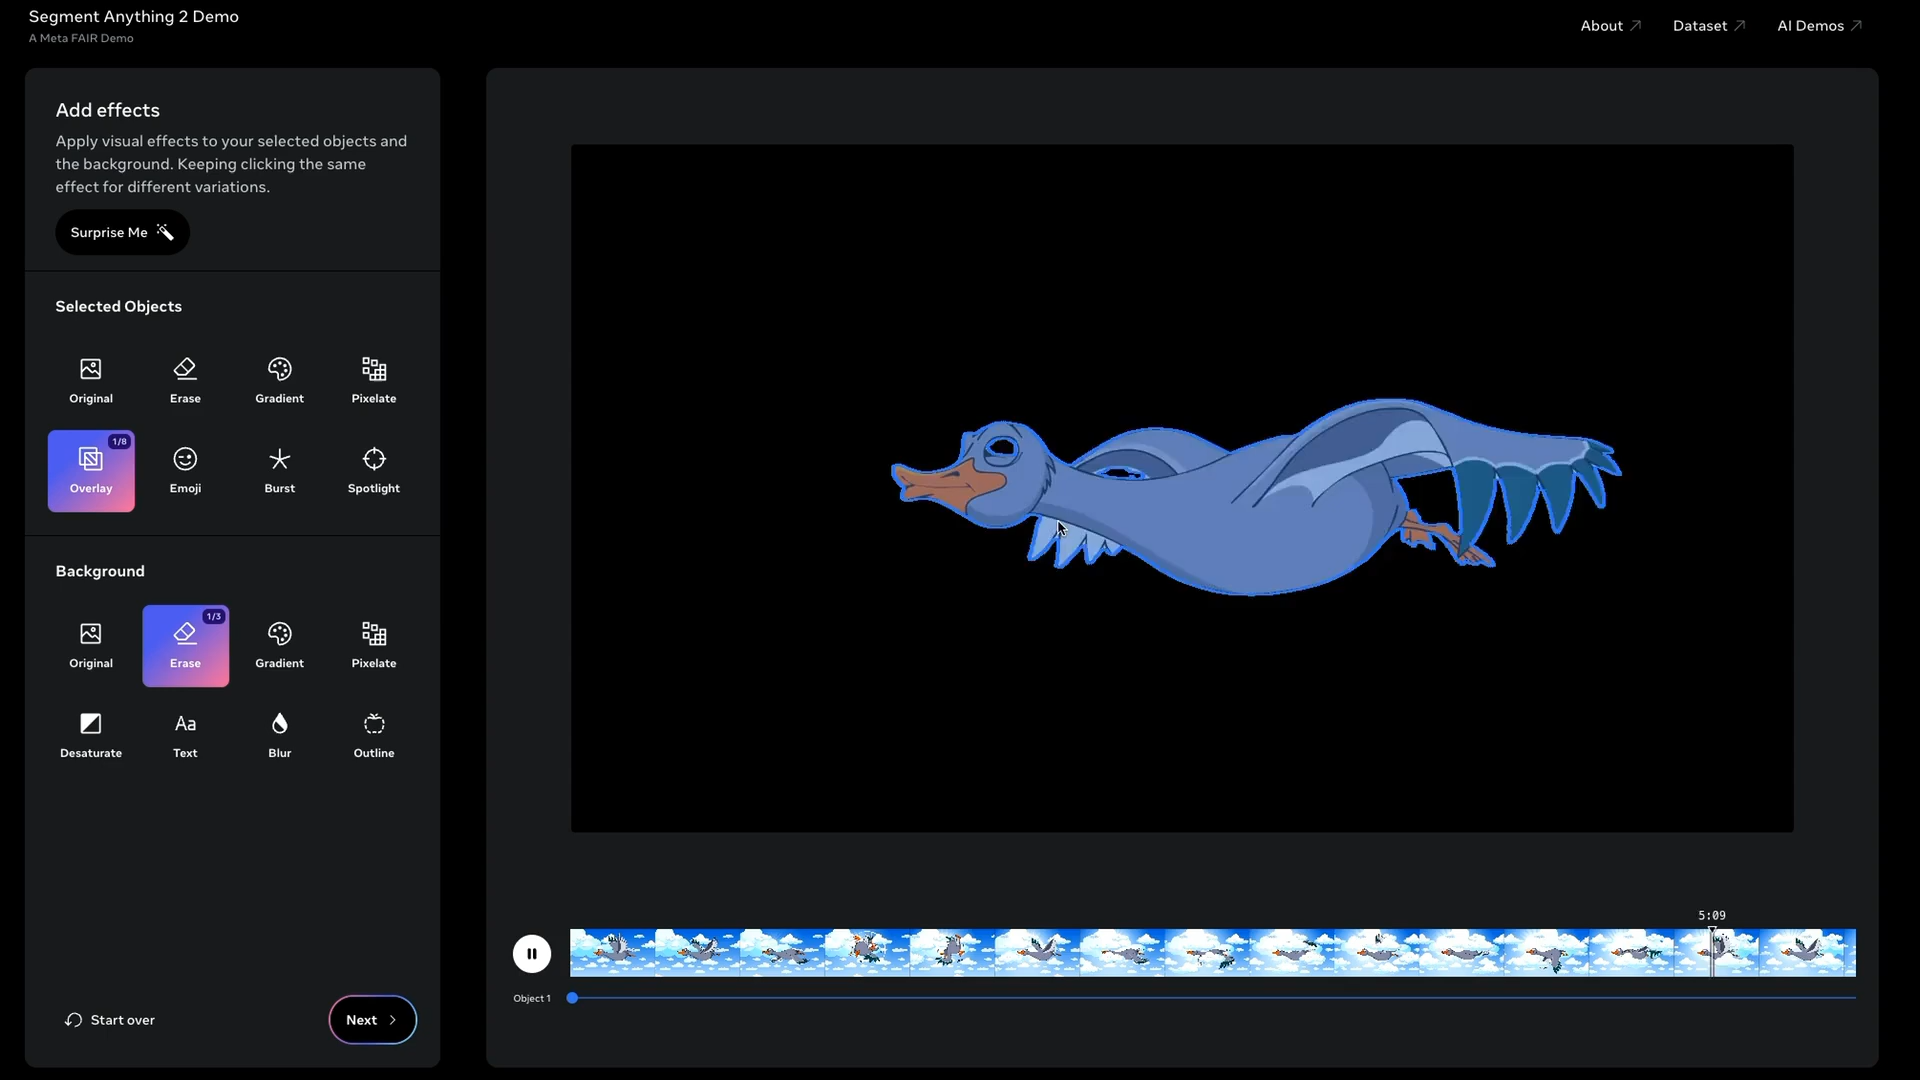 Segment Anything 2 Demo
A Meta FAIR Demo
About
Dataset
AI Demos
Add effects
Apply visual effects to your selected objects and
the background. Keeping clicking the same
effect for different variations.
Surprise Me
Selected Objects
Original
Erase
Gradient
Pixelate
1/8
Overlay
Emoji
Burst
Spotlight
Background
Original
1/3
Erase
Gradient
Pixelate
Aa
Desaturate
Text
Blur
Outline
5:09
Object 1
Start over
Next